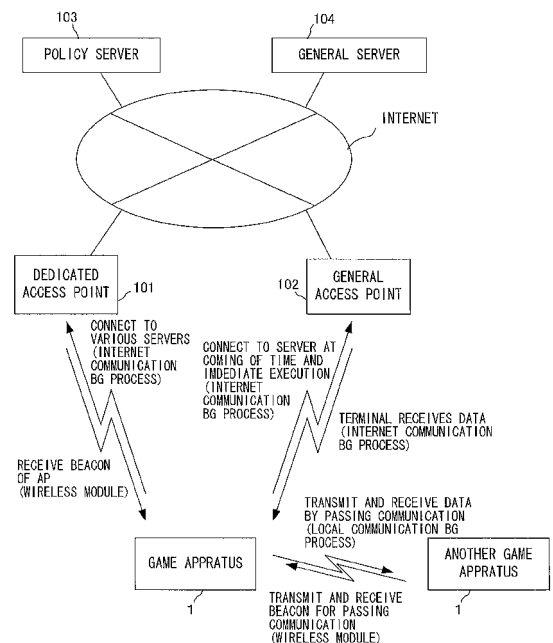 103
POLICY SERVER
104
GENERAL SERVER
INTERNET
DEDICATED
ACCESS POINT
101
GENERAL
ACCESS POINT
102
CONNECT TO
VARIOUS SERVERS
(INTERNET
COMMUNICATION
BG PROCESS)
CONNECT TO SERVER AT
COMING OF TIME AND
IMDEDIATE EXECUTION
(INTERNET
COMMUNICATION
BG PROCESS)
TERMINAL RECEIVES DATA
(INTERNET COMMUNICATION
BG PROCESS)
RECEIVE BEACON
OF AP
(WIRELESS MODULE)
TRANSMIT AND RECEIVE DATA
BY PASSING COMMUNICATION
(LOCAL COMMUNICATION BG
PROCESS)
GAME APPRATUS
1
ANOTHER GAME
APPRATUS
1
TRANSMIT AND RECEIVE
BEACON FOR PASSING
COMMUNICATION
(WIRELESS MODULE)